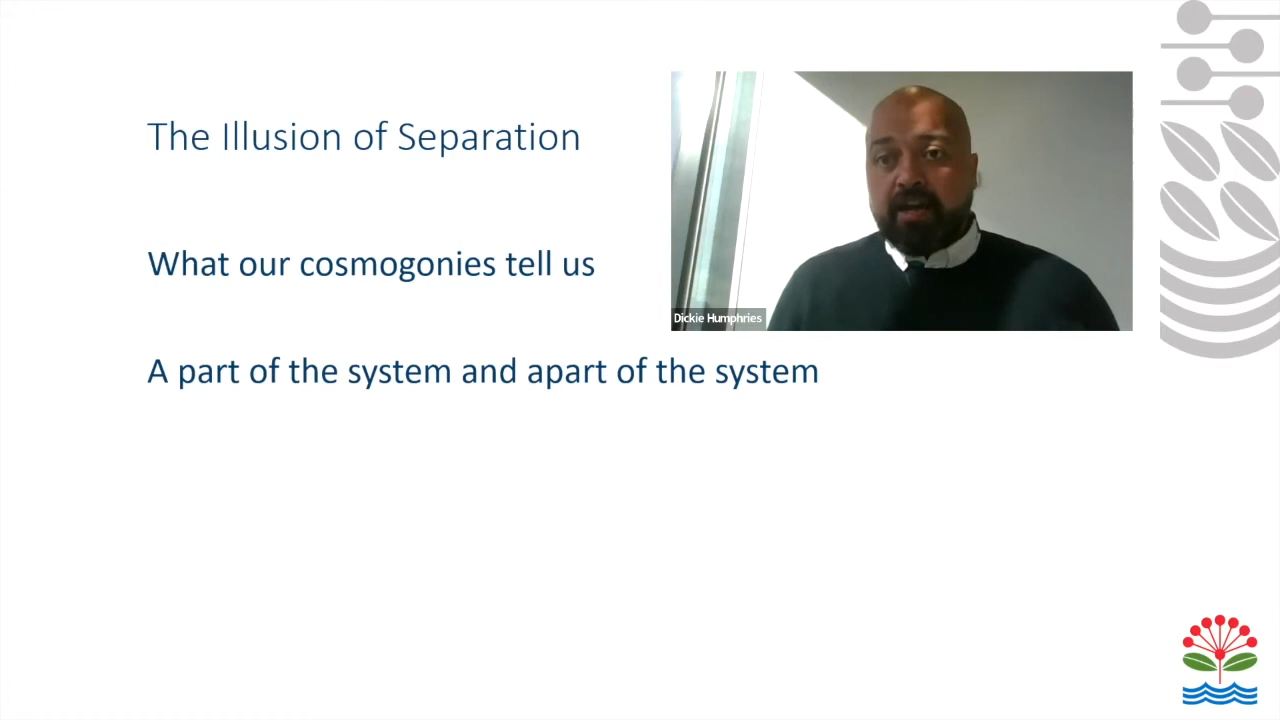 The Illusion of Separation
What our cosmogonies tell us
Dickie Humphries
A part of the system and apart of the system